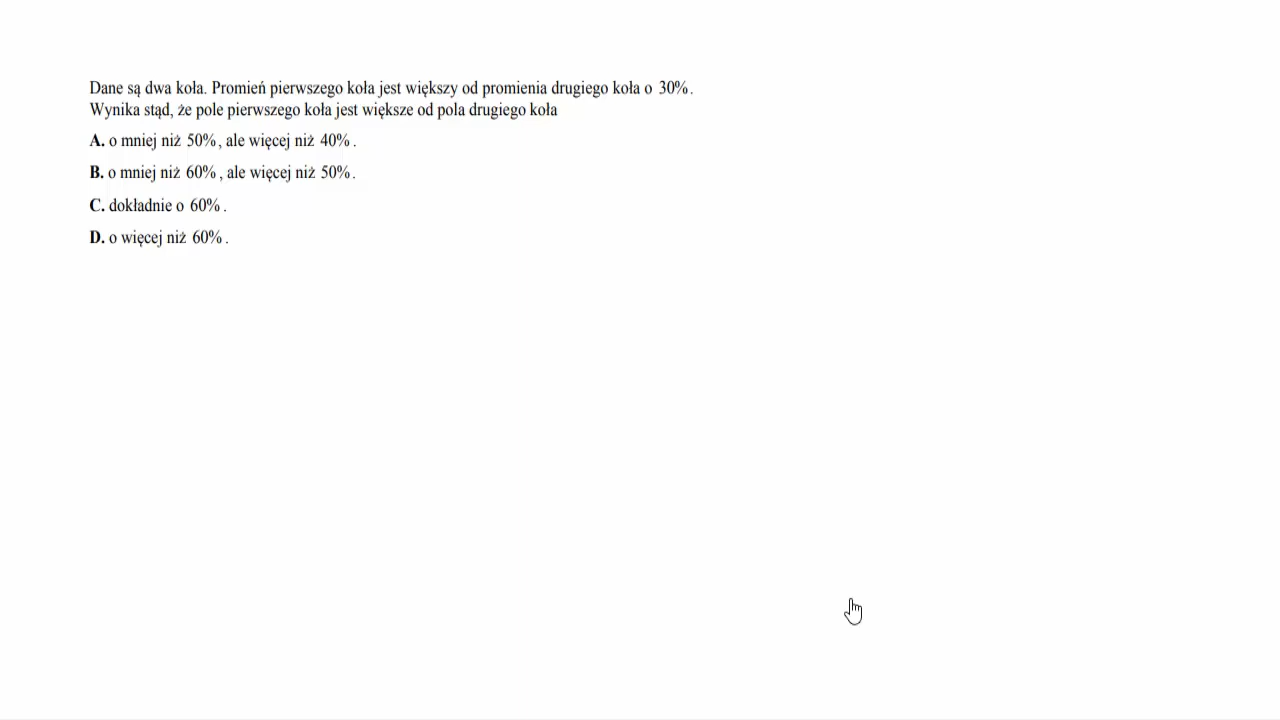 Dane są dwa koła. Promień pierwszego koła jest większy od promienia drugiego koła o 30%.
Wynika stąd, że pole pierwszego koła jest większe od pola drugiego koła
A. o mniej niż 50%, ale więcej niż 40%.
B. o mniej niż 60%, ale więcej niż 50%.
C. dokładnie o 60%.
D. o więcej niż 60%.